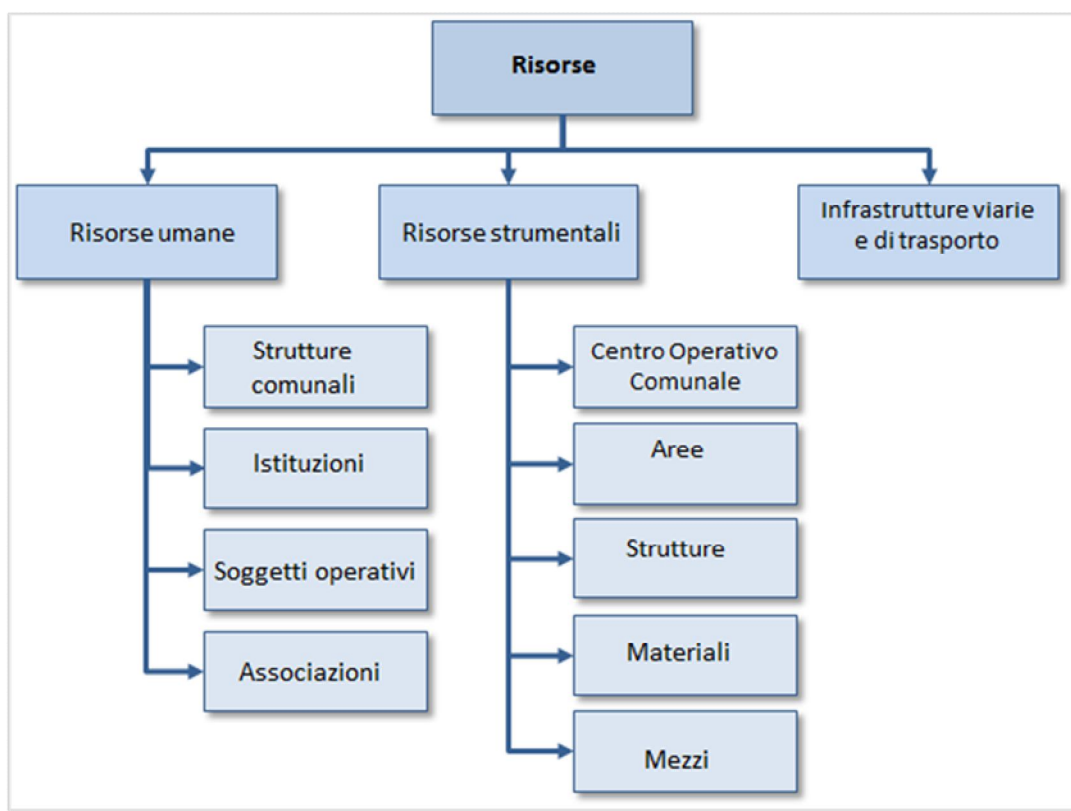 Risorse
Risorse umane
Risorse strumentali
Infrastrutture viarie
e di trasporto
Strutture
comunali
Istituzioni
Soggetti operativi
Associazioni
Centro Operativo
Comunale
Aree
Strutture
Materiali
Mezzi